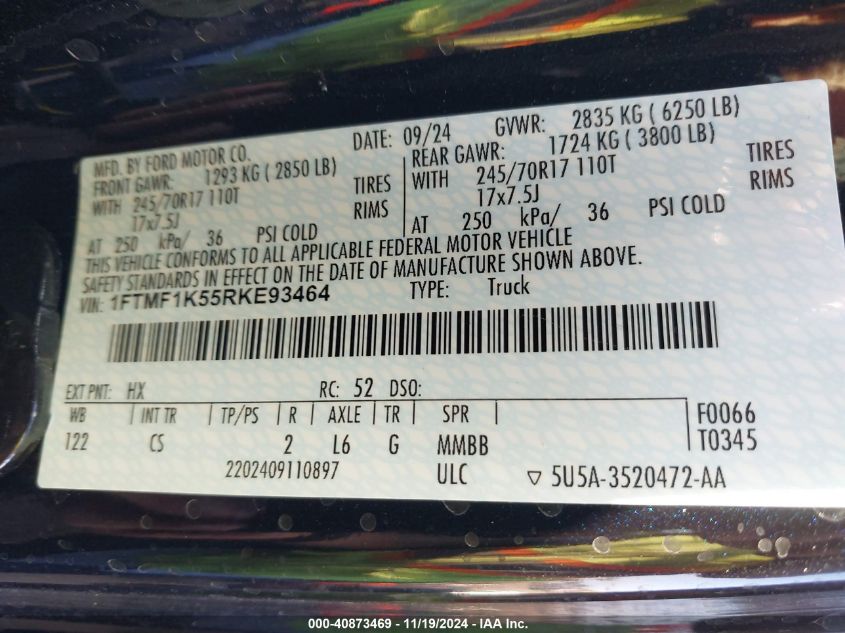 MFD. BY FORD MOTOR CO. DATE: 09/24 GVWR: 2835 KG ( 6250 LB)
FRONT GAWR: 1293 KG ( 2850 LB) REAR GAWR: 1724 KG ( 3800 LB)
WITH 245/70R17 110T TIRES WITH 245/70R17 110T TIRES
17x7.5J RIMS 17x7.5J RIMS
AT 250 kPa/ 36 PSI COLD AT 250 kPa/ 36 PSI COLD
THIS VEHICLE CONFORMS TO ALL APPLICABLE FEDERAL MOTOR VEHICLE
SAFETY STANDARDS IN EFFECT ON THE DATE OF MANUFACTURE SHOWN ABOVE.
VIN: 1FTMF1K55RKE93464 TYPE: Truck
EXT PNT: HX RC: 52 DSO:
WB INT TR TP/PS R AXLE TR SPR F0066
122 CS 2 L6 G MMBB T0345
2202409110897 ULC ▽ 5U5A-3520472-AA
000-40873469 - 11/19/2024 - IAA Inc.